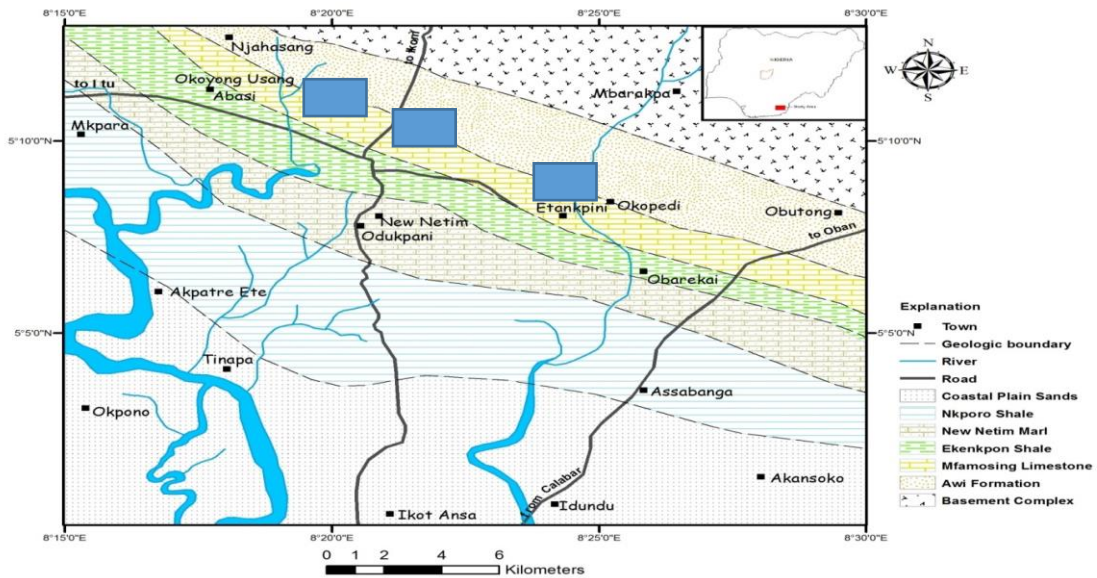 8°15'0"E
8°20'0"E
8°25'0"E
8°30'0"E
Njahasang
to Ikom
NIGERIA
Study Area
N
W
E
S
Okoyong Usang
Abasi
to Itu
Mbarakpa
Mkpara
5°10'0"N
5°10'0"N
Etankpini
Okopedi
Obutong
New Netim
Odukpani
to Oban
Obarekai
Akpatre Ete
Explanation
Town
Geologic boundary
River
Road
Coastal Plain Sands
Nkporo Shale
New Netim Marl
Ekenkpon Shale
Mfamosing Limestone
Awi Formation
Basement Complex
5°5'0"N
5°5'0"N
Tinapa
Assabanga
Okpono
Akansoko
from Calabar
Idundu
Ikot Ansa
8°15'0"E
8°20'0"E
8°25'0"E
8°30'0"E
0 1 2 4 6
Kilometers